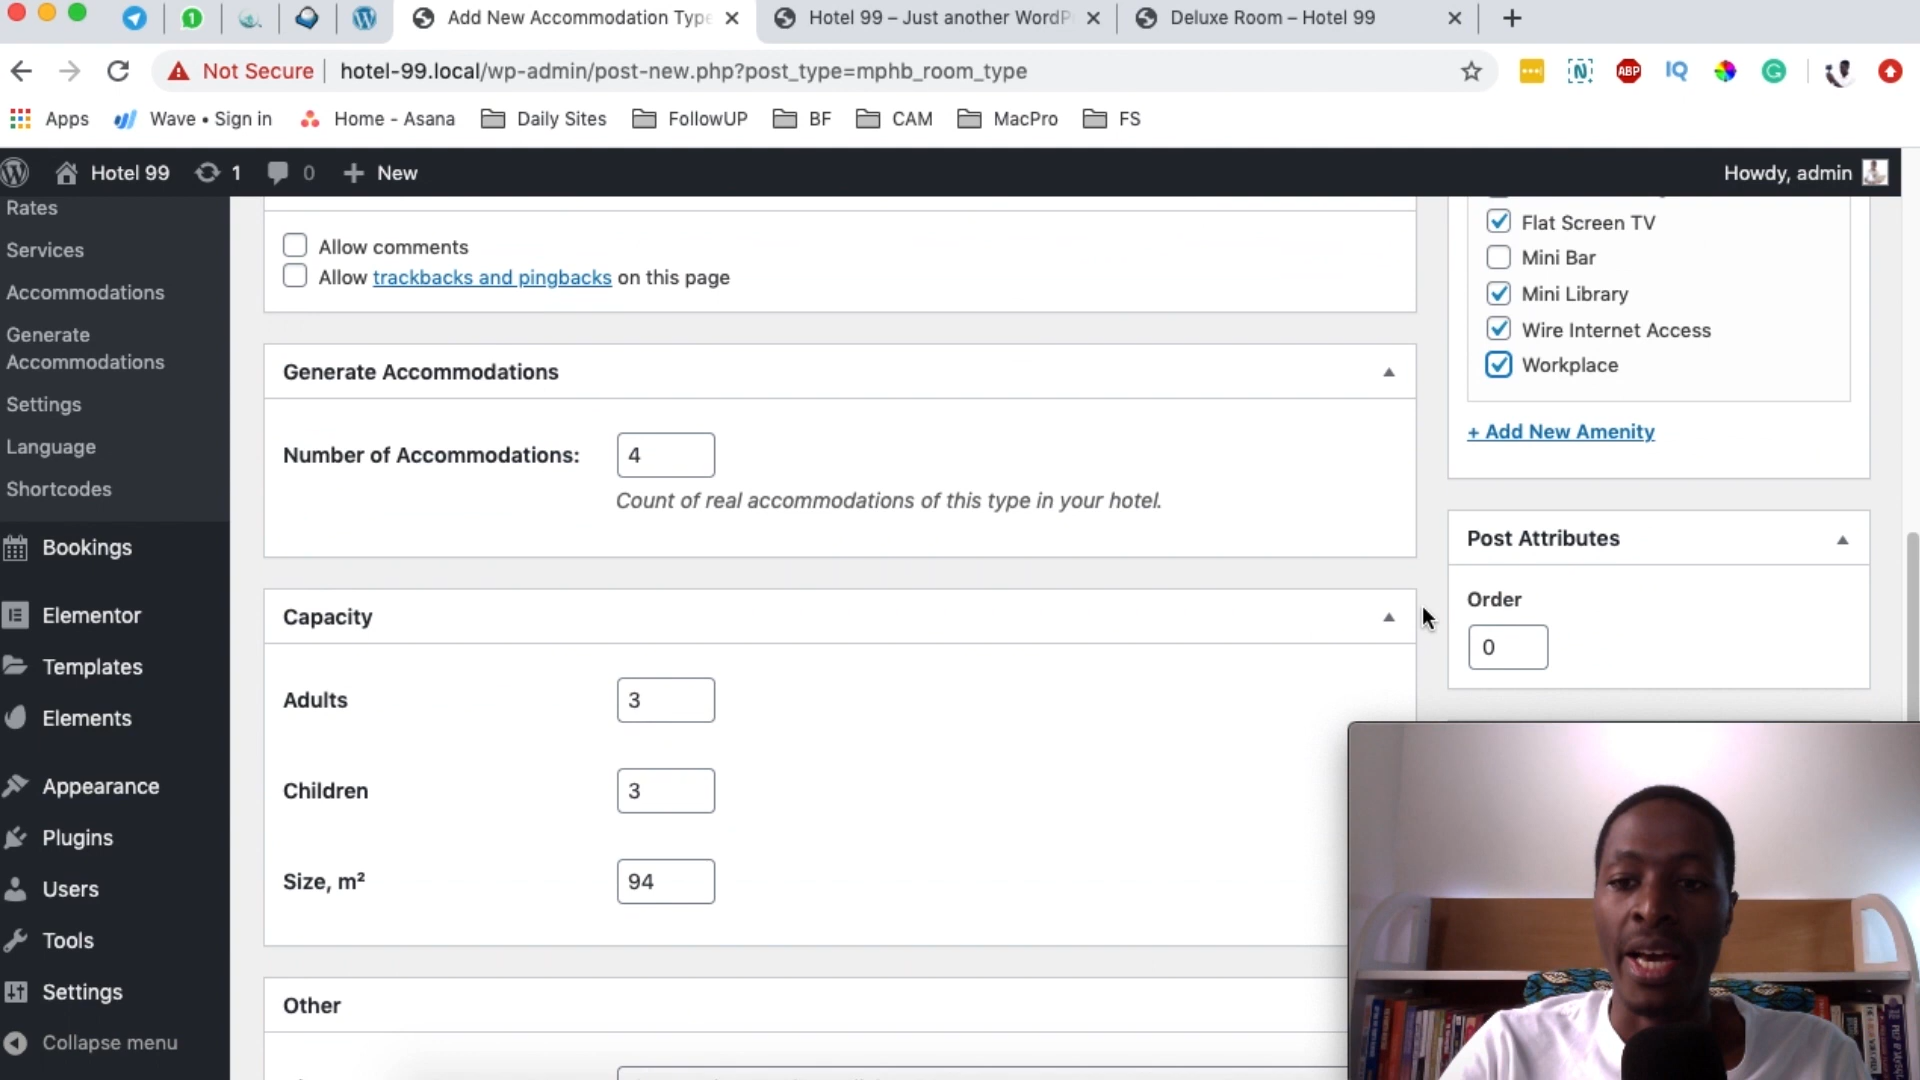 Add New Accommodation Type
Hotel 99 – Just another WordP
Deluxe Room – Hotel 99
Not Secure
hotel-99.local/wp-admin/post-new.php?post_type=mphb_room_type
ABP
IQ
Apps
Wave • Sign in
Home - Asana
Daily Sites
FollowUP
BF
CAM
MacPro
FS
Hotel 99
1
0
New
Howdy, admin
Rates
Services
Accommodations
Generate
Accommodations
Settings
Language
Shortcodes
Bookings
Elementor
Templates
Elements
Appearance
Plugins
Users
Tools
Settings
Collapse menu
Allow comments
Allow trackbacks and pingbacks on this page
Generate Accommodations
Number of Accommodations:
4
Count of real accommodations of this type in your hotel.
Capacity
Adults
3
Children
3
Size, m²
94
Other
Flat Screen TV
Mini Bar
Mini Library
Wire Internet Access
Workplace
+ Add New Amenity
Post Attributes
Order
0